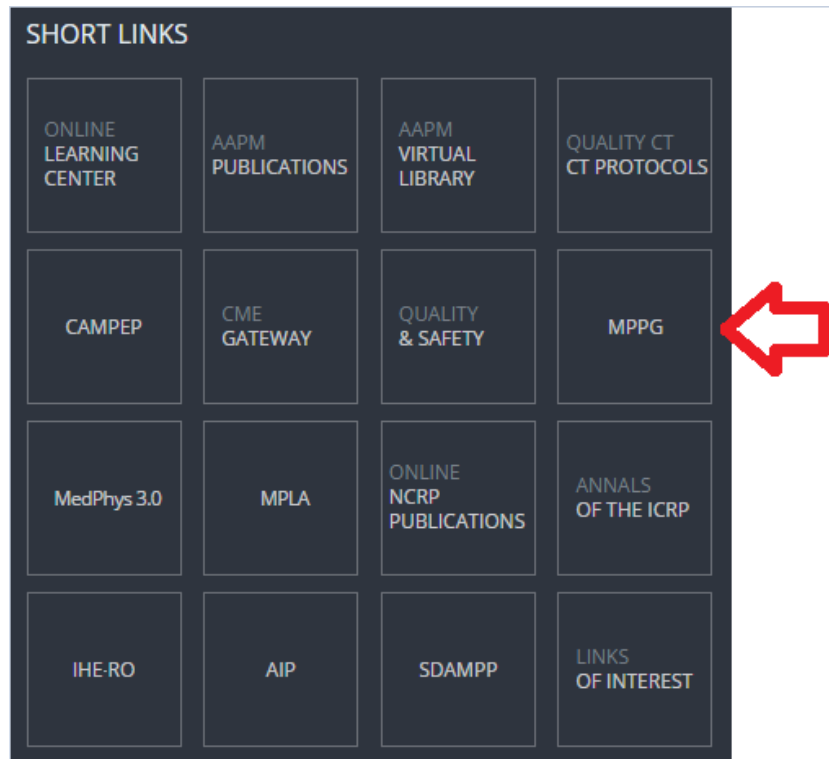 SHORT LINKS
ONLINE
LEARNING
CENTER
AAPM
PUBLICATIONS
AAPM
VIRTUAL
LIBRARY
QUALITY CT
CT PROTOCOLS
CAMPEP
CME
GATEWAY
QUALITY
& SAFETY
MPPG
MedPhys 3.0
MPLA
ONLINE
NCRP
PUBLICATIONS
ANNALS
OF THE ICRP
IHE-RO
AIP
SDAMPP
LINKS
OF INTEREST